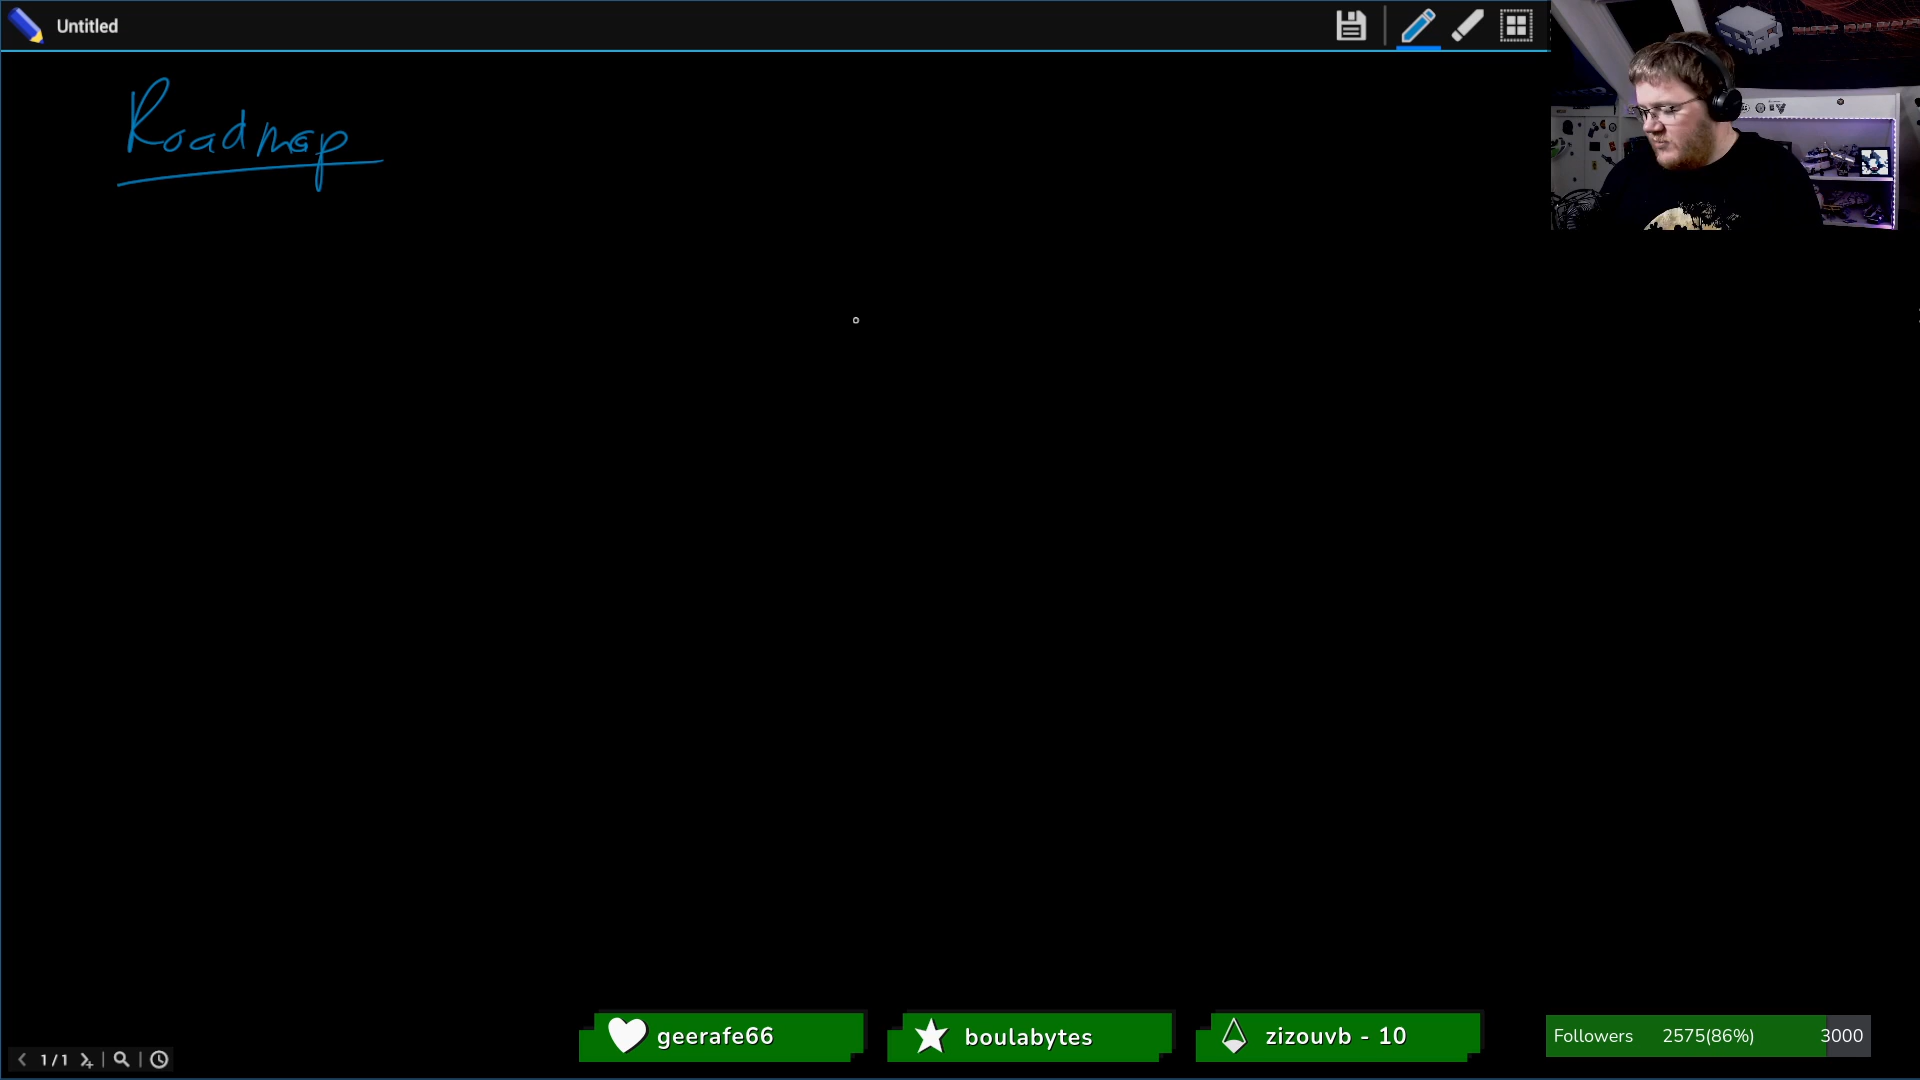 Untitled
Roadmap
geerafe66
boulabytes
zizouvb - 10
Followers 2575(86%) 3000
1/1